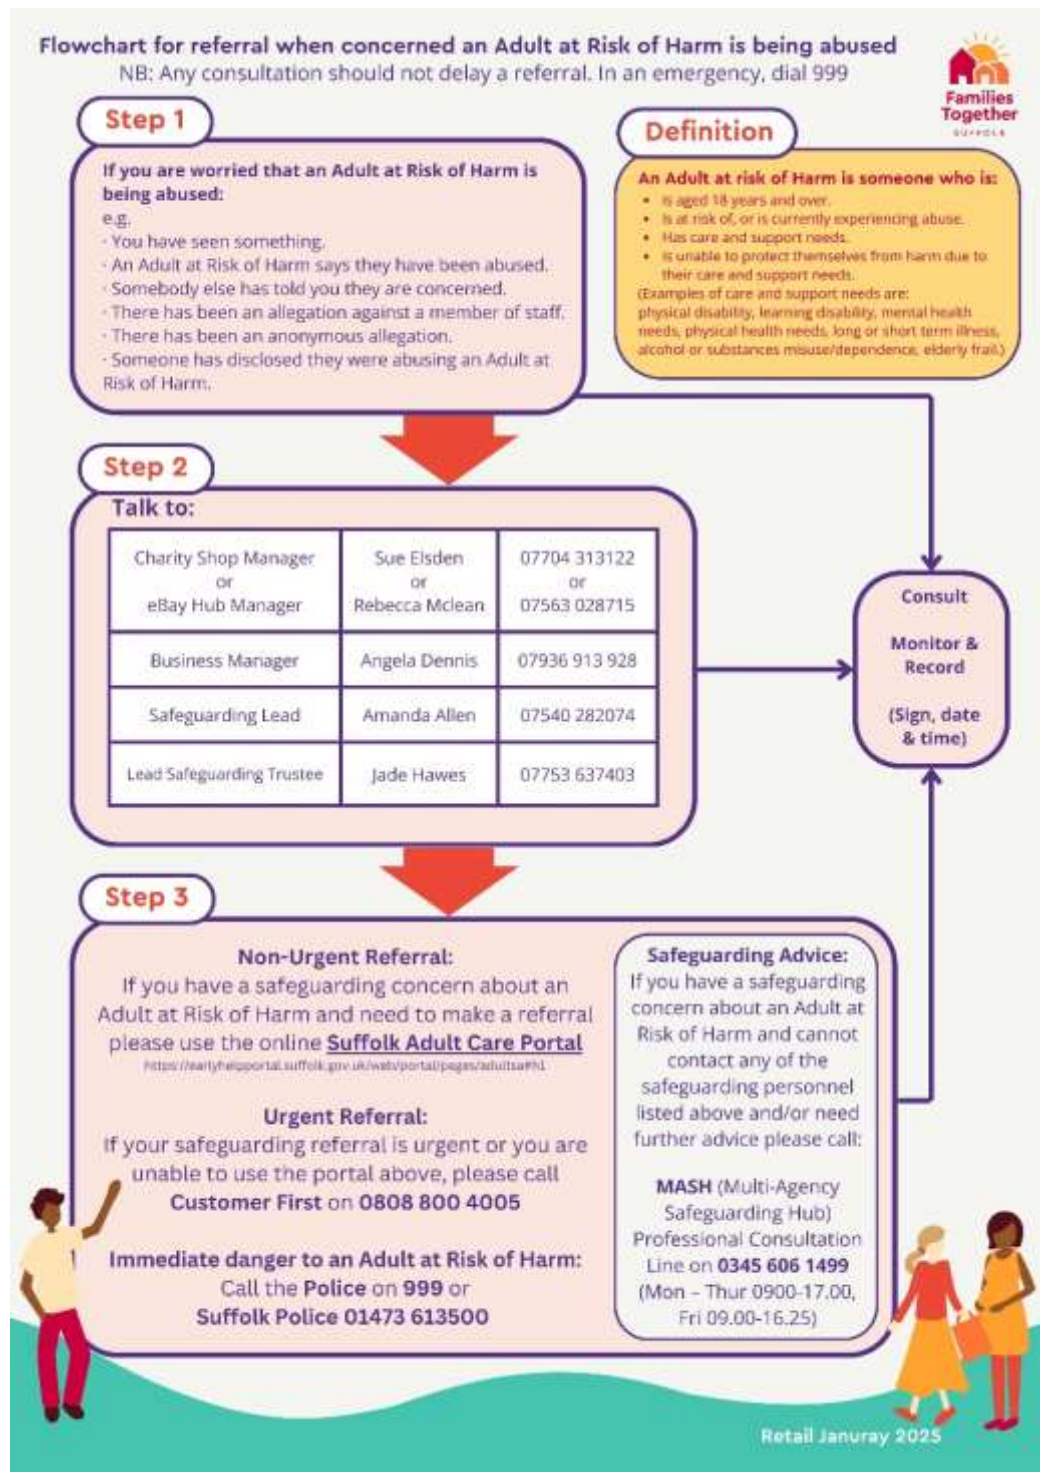 Flowchart for referral when concerned an Adult at Risk of Harm is being abused
NB: Any consultation should not delay a referral. In an emergency, dial 999
Families
Together
SUFFOLK
Step 1
If you are worried that an Adult at Risk of Harm is
being abused:
e.g.
· You have seen something.
· An Adult at Risk of Harm says they have been abused.
· Somebody else has told you they are concerned.
· There has been an allegation against a member of staff.
· There has been an anonymous allegation.
· Someone has disclosed they were abusing an Adult at
Risk of Harm.
Definition
An Adult at risk of Harm is someone who is:
• Is aged 18 years and over.
• Is at risk of, or is currently experiencing abuse.
• Has care and support needs.
• Is unable to protect themselves from harm due to
their care and support needs.
(Examples of care and support needs are:
physical disability, learning disability, mental health
needs, physical health needs, long or short term illness,
alcohol or substances misuse/dependence, elderly frail.)
Step 2
Talk to:
Charity Shop Manager
or
eBay Hub Manager
Sue Elsden
or
Rebecca Mclean
07704 313122
or
07563 028715
Business Manager
Angela Dennis
07936 913 928
Safeguarding Lead
Amanda Allen
07540 282074
Lead Safeguarding Trustee
Jade Hawes
07753 637403
Consult
Monitor &
Record
(Sign, date
& time)
Step 3
Non-Urgent Referral:
If you have a safeguarding concern about an
Adult at Risk of Harm and need to make a referral
please use the online Suffolk Adult Care Portal
https://earlyhelpportal.suffolk.gov.uk/web/portal/pages/adultsa#h1
Urgent Referral:
If your safeguarding referral is urgent or you are
unable to use the portal above, please call
Customer First on 0808 800 4005
Immediate danger to an Adult at Risk of Harm:
Call the Police on 999 or
Suffolk Police 01473 613500
Safeguarding Advice:
If you have a safeguarding
concern about an Adult at
Risk of Harm and cannot
contact any of the
safeguarding personnel
listed above and/or need
further advice please call:
MASH (Multi-Agency
Safeguarding Hub)
Professional Consultation
Line on 0345 606 1499
(Mon – Thur 0900-17.00,
Fri 09.00-16.25)
Retail Januray 2025